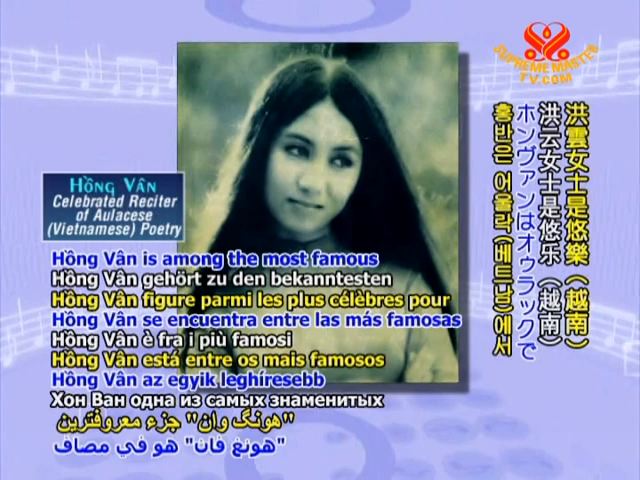 SUPREME MASTER
TV.COM
洪雲女士是悠樂（越南）
洪云女士是悠乐（越南）
ホンヴァンはオゥラックで
홍반은 어울락(베트남)에서
HỒNG VÂN
Celebrated Reciter
of Aulacese
(Vietnamese) Poetry
Hồng Vân is among the most famous
Hồng Vân gehört zu den bekanntesten
Hồng Vân figure parmi les plus célèbres pour
Hồng Vân se encuentra entre las más famosas
Hồng Vân è fra i più famosi
Hồng Vân está entre os mais famosos
Hồng Vân az egyik leghíresebb
Хон Ван одна из самых знаменитых
"هونگ وان" جزء معروفترین
"هونغ فان" هو في مصاف